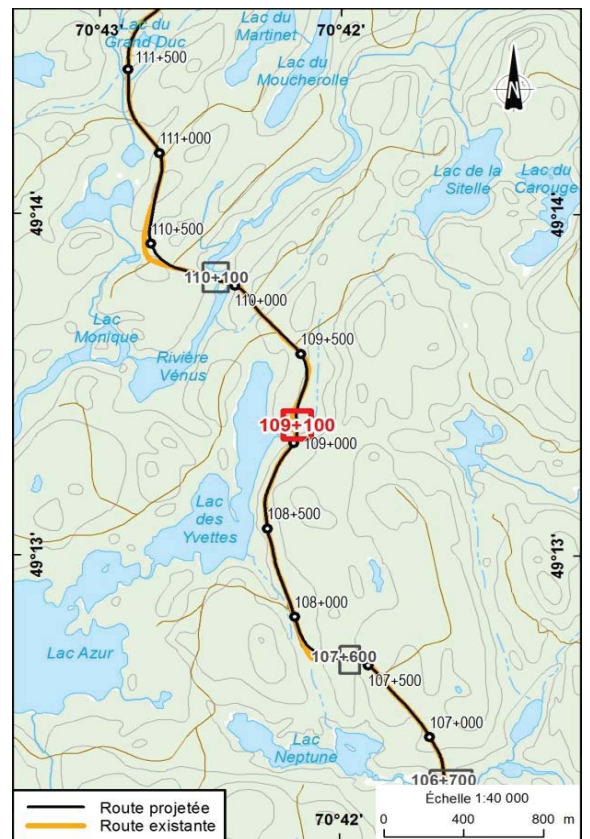 70°43'
70°42'
Lac du
Grand Duc
Lac du
Martinet
Lac du
Moucherolle
111+500
N
111+000
Lac de la
Sitelle
Lac du
Carouge
49°14'
49°14'
110+500
110+100
110+000
Lac
Monique
Rivière
Vénus
109+500
109+100
109+000
Lac
des
Yvettes
108+500
49°13'
49°13'
108+000
Lac Azur
107+600
107+500
107+000
Lac
Neptune
106+700
Route projetée
Route existante
70°42'
Échelle 1:40 000
0 400 800 m